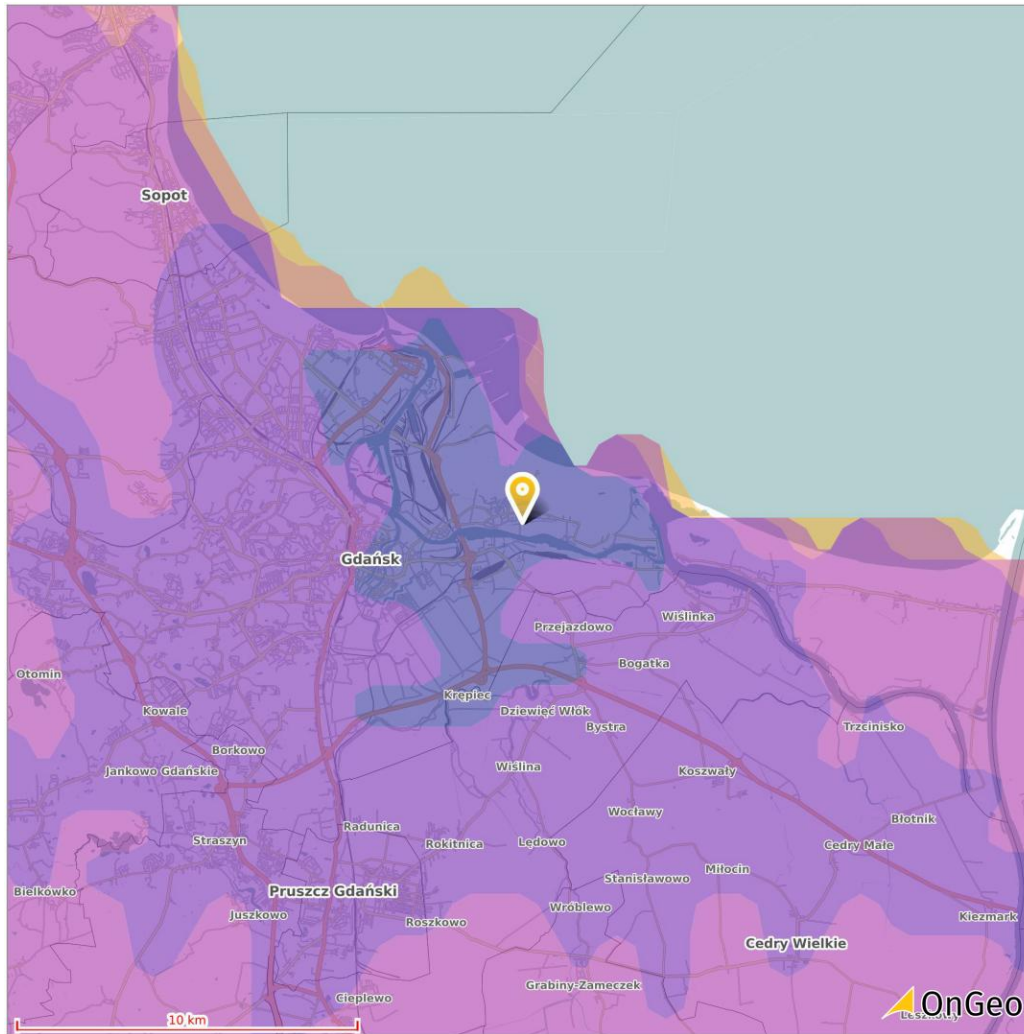 Sopot
Gdańsk
Wiślinka
Przejazdowo
Bogatka
Otomin
Krępiec
Kowale
Dziewięć Włók
Trzcinisko
Bystra
Borkowo
Wiślina
Jankowo Gdańskie
Koszwały
Wocławy
Błotnik
Radunica
Straszyn
Rokitnica
Lędowo
Cedry Małe
Miłocin
Stanisławowo
Bielkówko
Pruszcz Gdański
Wróblewo
Juszkowo
Roszkowo
Kiezmark
Cedry Wielkie
Grabiny-Zameczek
Cieplewo
OnGeo
10 km